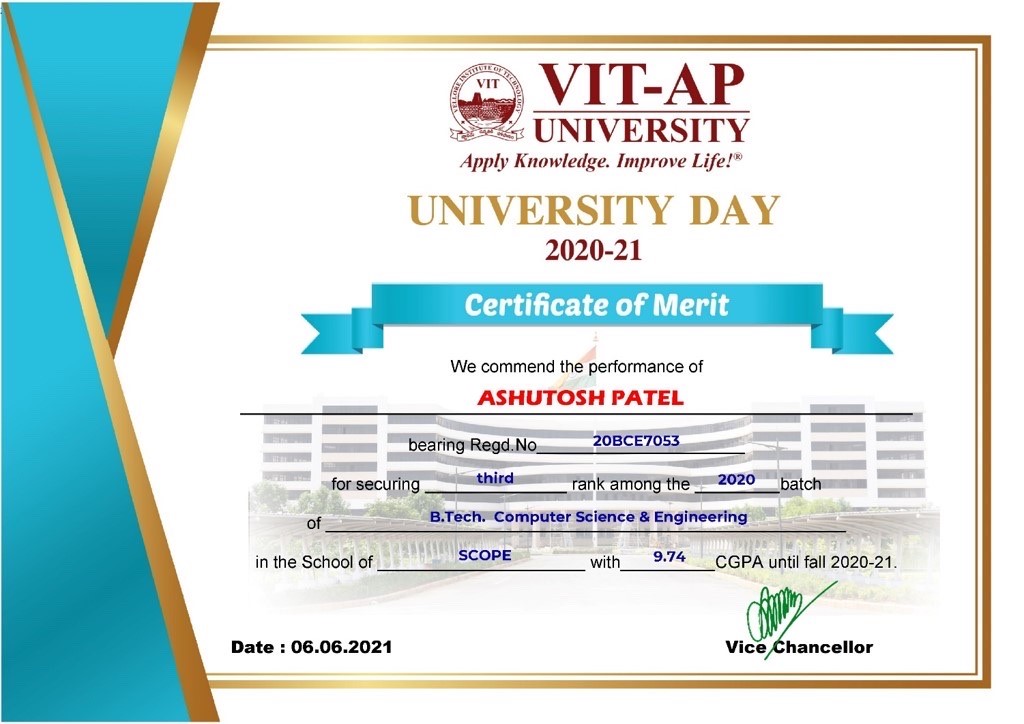 VELLORE INSTITUTE OF TECHNOLOGY
VIT
VIT-AP
UNIVERSITY
Apply Knowledge. Improve Life!®
UNIVERSITY DAY
2020-21
Certificate of Merit
We commend the performance of
ASHUTOSH PATEL
bearing Regd.No 20BCE7053
for securing third rank among the 2020 batch
of B.Tech. Computer Science & Engineering
in the School of SCOPE with 9.74 CGPA until fall 2020-21.
Date : 06.06.2021
Vice Chancellor